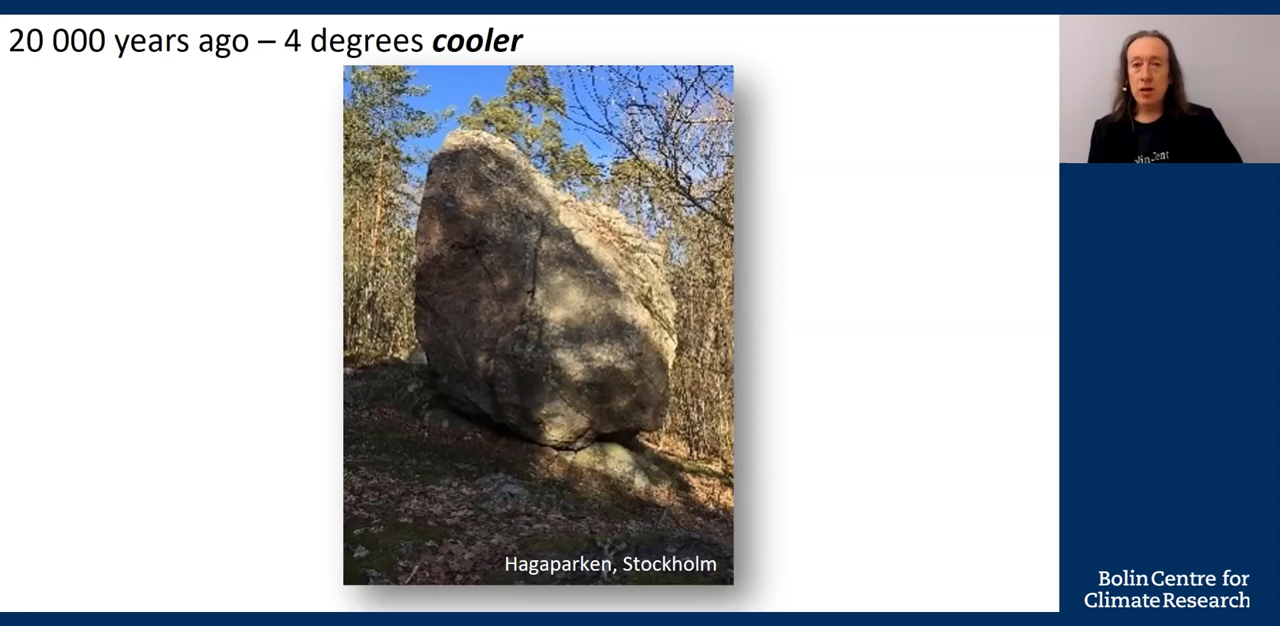 20 000 years ago – 4 degrees cooler
Hagaparken, Stockholm
Bolin Centre for
Climate Research